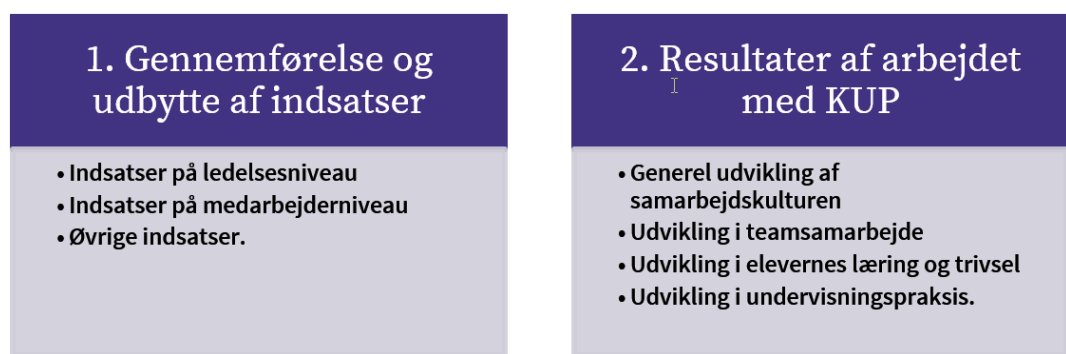 1. Gennemførelse og
udbytte af indsatser
• Indsatser på ledelsesniveau
• Indsatser på medarbejderniveau
• Øvrige indsatser.
2. Resultater af arbejdet
med KUP
• Generel udvikling af
samarbejdskulturen
• Udvikling i teamsamarbejde
• Udvikling i elevernes læring og trivsel
• Udvikling i undervisningspraksis.